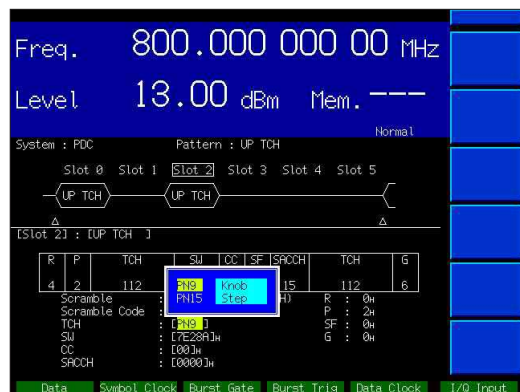 Freq. 800.000 000 00 MHz
Level 13.00 dBm Mem. ---
Normal
System : PDC Pattern : UP TCH
Slot 0 Slot 1 Slot 2 Slot 3 Slot 4 Slot 5
UP TCH UP TCH
[Slot 2] : [UP TCH ]
R P TCH SW CC SF SACCH TCH G
4 2 112 15 112 6
PN9 Knob
PN15 Step
Scramble : H) R : 0H
Scramble Code : P : 2H
TCH : [PN9 ] SF : 0H
SW : [7E28A]H G : 0H
CC : [00]H
SACCH : [0000]H
Data Symbol Clock Burst Gate Burst Trig Data Clock I/Q Input